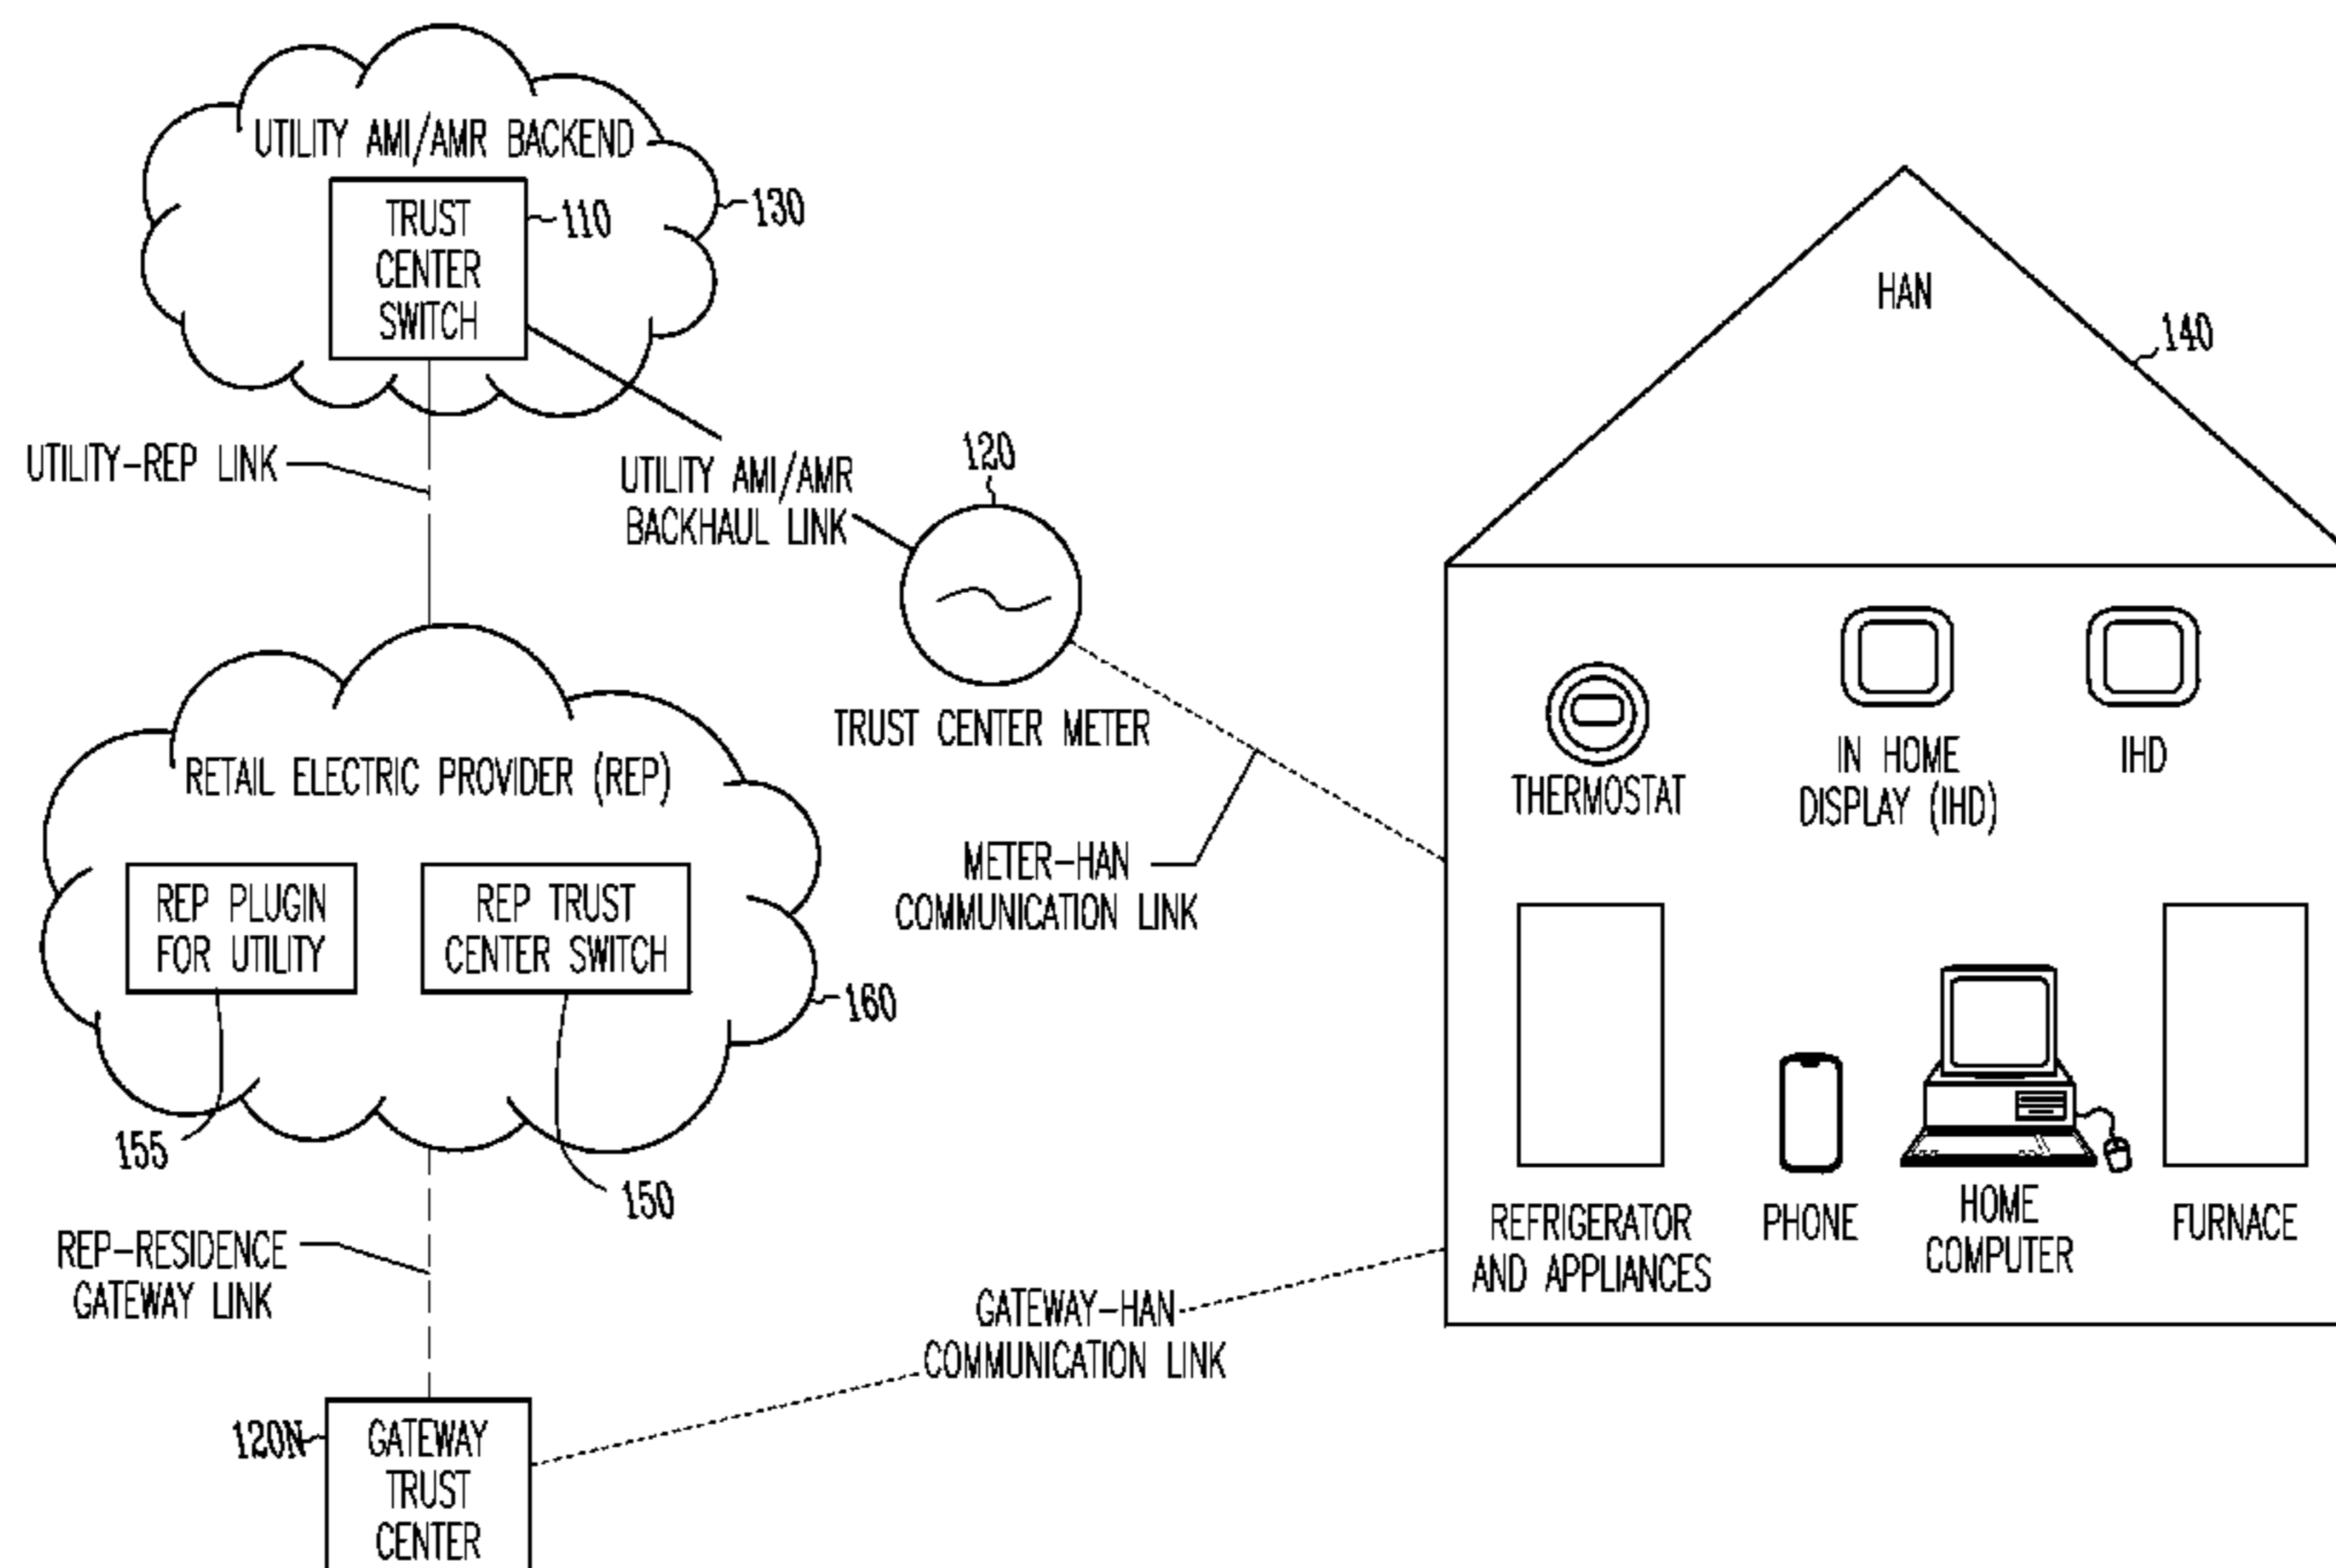 UTILITY AMI/AMR BACKEND
TRUST
CENTER
SWITCH
110
130
UTILITY-REP LINK
UTILITY AMI/AMR
BACKHAUL LINK
120
TRUST CENTER METER
HAN
140
RETAIL ELECTRIC PROVIDER (REP)
REP PLUGIN
FOR UTILITY
REP TRUST
CENTER SWITCH
160
155
150
METER-HAN
COMMUNICATION LINK
THERMOSTAT
IN HOME
DISPLAY (IHD)
IHD
REFRIGERATOR
AND APPLIANCES
PHONE
HOME
COMPUTER
FURNACE
REP-RESIDENCE
GATEWAY LINK
GATEWAY-HAN
COMMUNICATION LINK
120N
GATEWAY
TRUST
CENTER